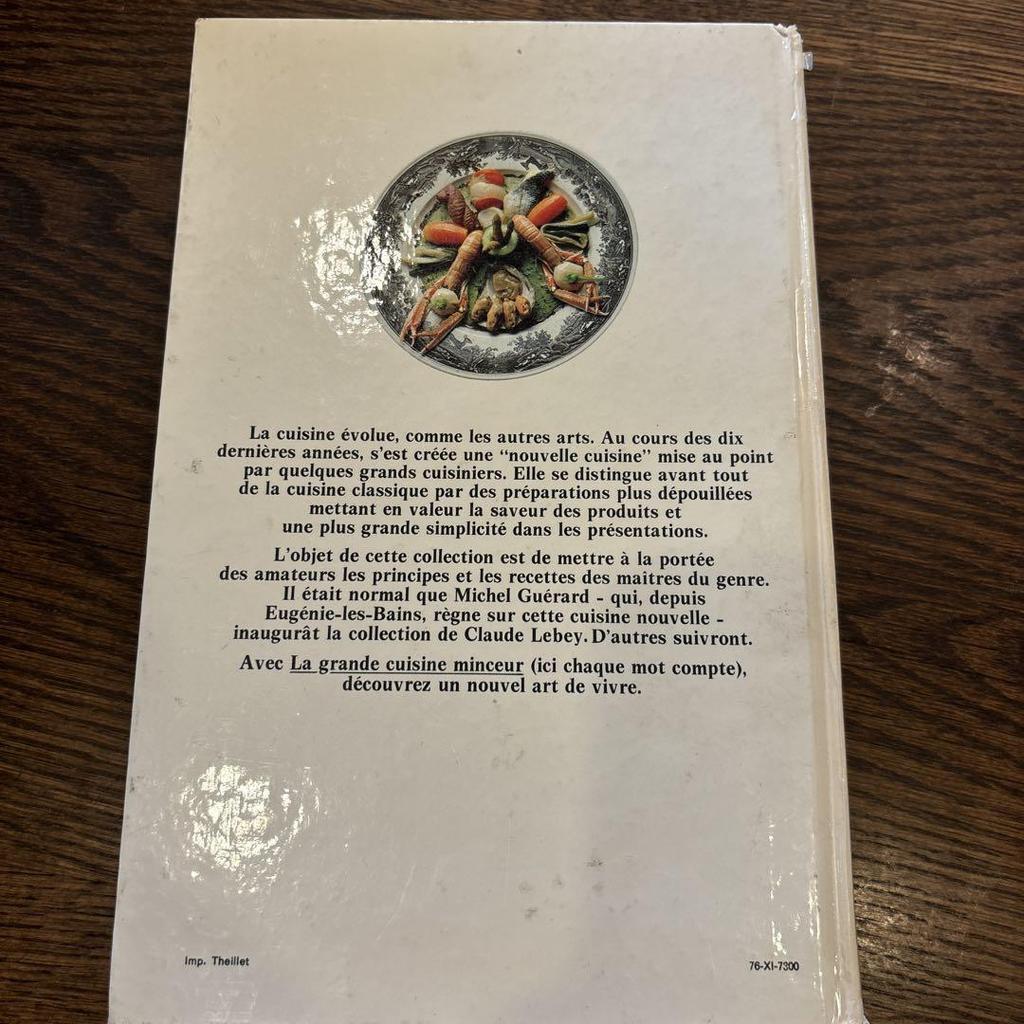 La cuisine évolue, comme les autres arts. Au cours des dix
dernières années, s'est créée une “nouvelle cuisine” mise au point
par quelques grands cuisiniers. Elle se distingue avant tout
de la cuisine classique par des préparations plus dépouillées
mettant en valeur la saveur des produits et
une plus grande simplicité dans les présentations.
L'objet de cette collection est de mettre à la portée
des amateurs les principes et les recettes des maitres du genre.
Il était normal que Michel Guérard - qui, depuis
Eugénie-les-Bains, règne sur cette cuisine nouvelle -
inaugurât la collection de Claude Lebey. D'autres suivront.
Avec La grande cuisine minceur (ici chaque mot compte),
découvrez un nouvel art de vivre.
Imp. Theillet
76-XI-7300